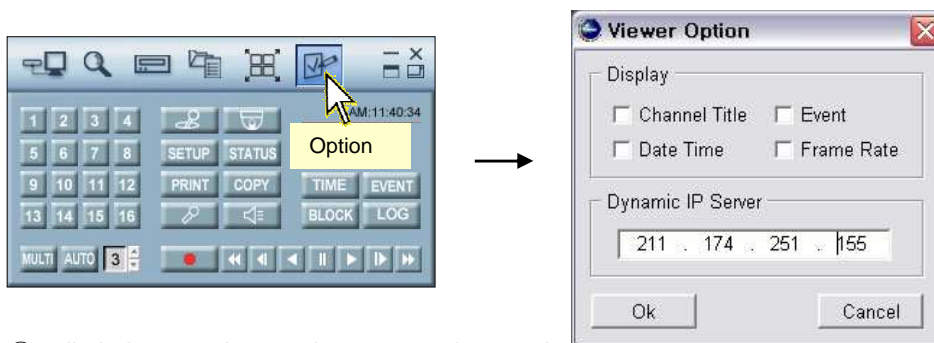 Viewer Option
Display
Channel Title Event
Date Time Frame Rate
Dynamic IP Server
211 . 174 . 251 . 155
Ok Cancel
AM:11:40:34
Option
1 2 3 4
5 6 7 8 SETUP STATUS
9 10 11 12 PRINT COPY TIME EVENT
13 14 15 16 BLOCK LOG
MULTI AUTO 3